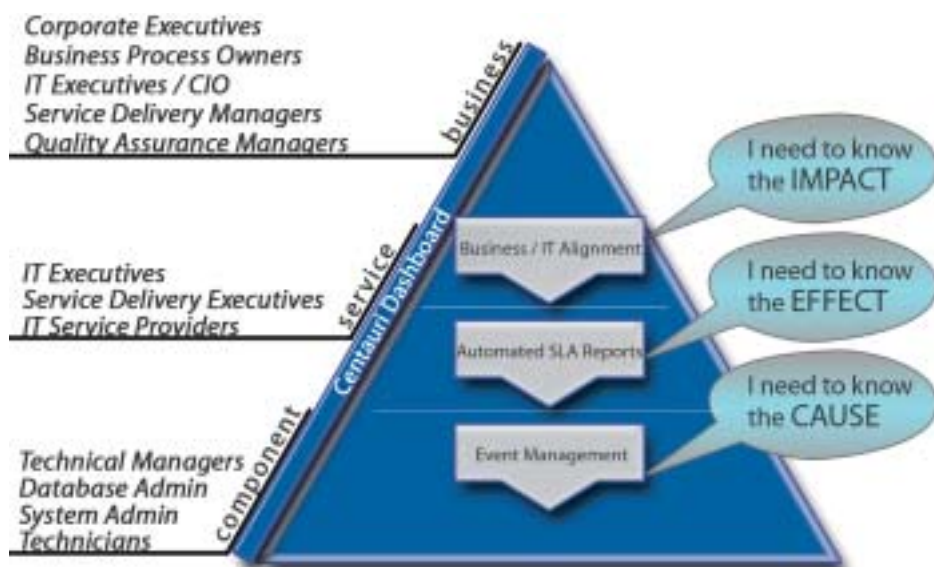 Corporate Executives
Business Process Owners
IT Executives / CIO
Service Delivery Managers
Quality Assurance Managers
business
I need to know
the IMPACT
Business / IT Alignment
IT Executives
Service Delivery Executives
IT Service Providers
service
Centauri Dashboard
I need to know
the EFFECT
Automated SLA Reports
I need to know
the CAUSE
Event Management
Technical Managers
Database Admin
System Admin
Technicians
component